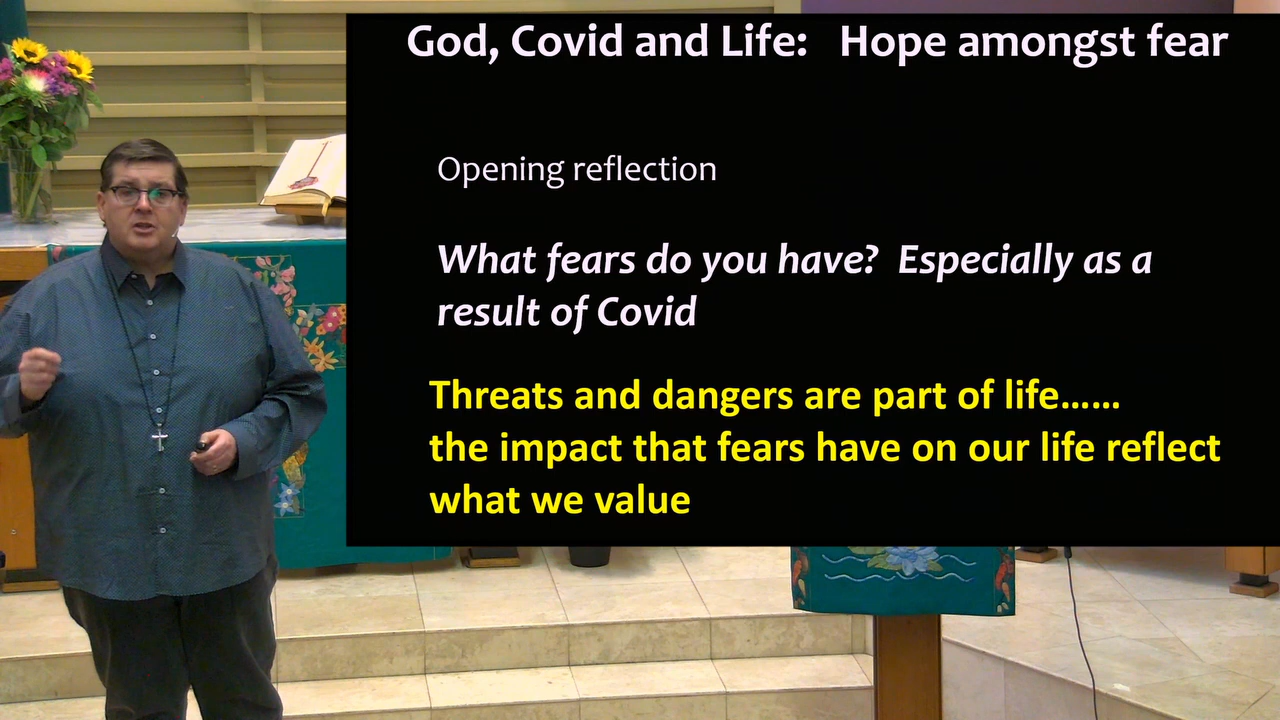 God, Covid and Life: Hope amongst fear
Opening reflection
What fears do you have? Especially as a
result of Covid
Threats and dangers are part of life......
the impact that fears have on our life reflect
what we value